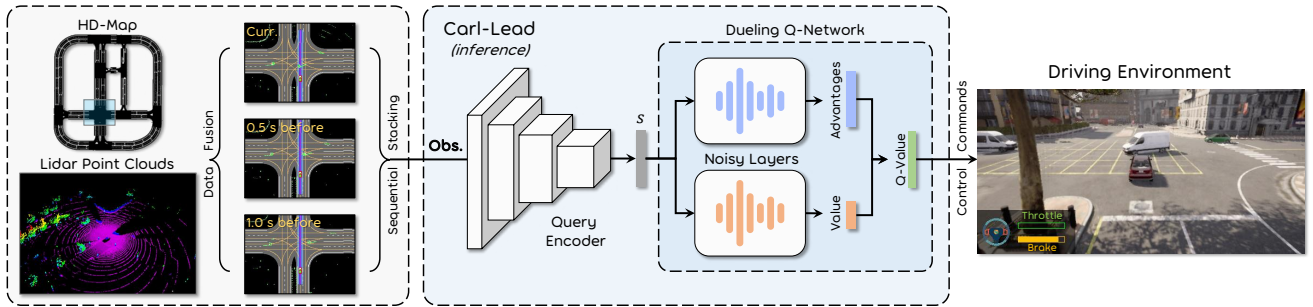 HD-Map
Lidar Point Clouds
Data Fusion
Curr.
0.5 s before
1.0 s before
Sequential Stacking
Carl-Lead
(inference)
Obs.
Query
Encoder
s
Dueling Q-Network
Noisy Layers
Advantages
Value
Q-Value
Control Commands
Driving Environment
Throttle
Brake